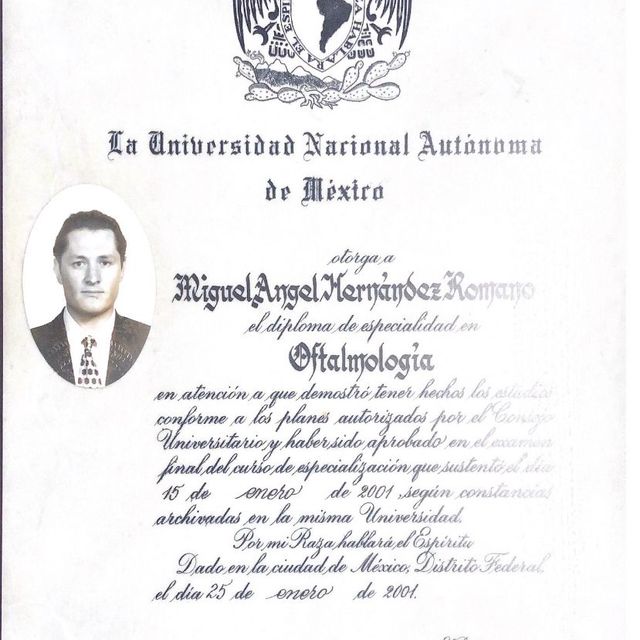 EL ESPI
A HABLARA
La Universidad Nacional Autónoma
de México
otorga a
Miguel Angel Hernández Romano
el diploma de especialidad en
Oftalmología
en atención a que demostró tener hechos los estudios
conforme a los planes autorizados por el Consejo
Universitario y haber sido aprobado en el examen
final del curso de especialización que sustentó el día
15 de enero de 2001, según constancias
archivadas en la misma Universidad.
Por mi Raza hablará el Espíritu
Dado en la ciudad de México, Distrito Federal,
el día 25 de enero de 2001.